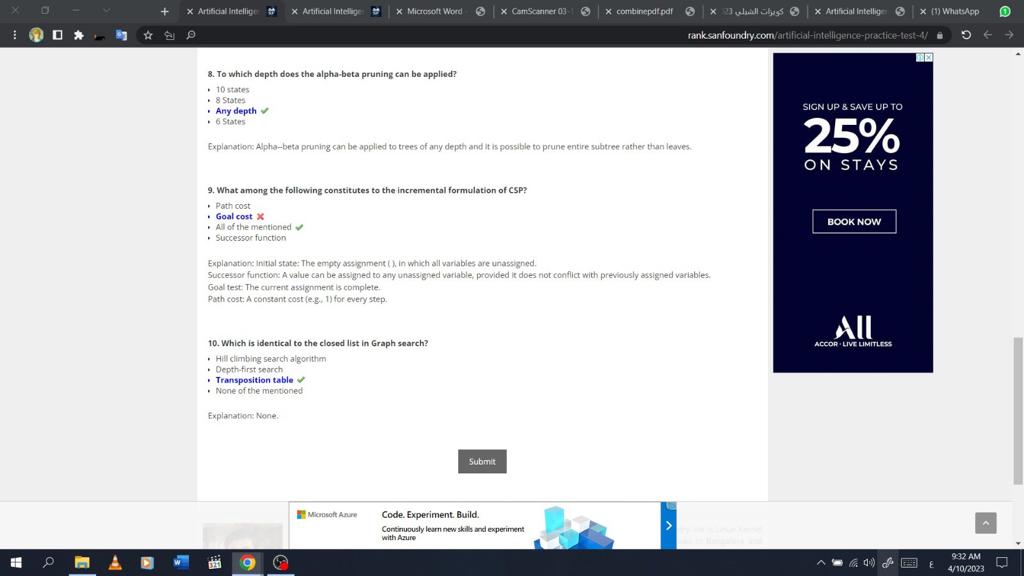 Artificial Intellige
Artificial Intellige
Microsoft Word
CamScanner 03-
combinepdf.pdf
كويزات الشيلي 23
Artificial Intellige
(1) WhatsApp
rank.sanfoundry.com/artificial-intelligence-practice-test-4/
8. To which depth does the alpha-beta pruning can be applied?
10 states
8 States
Any depth
6 States
Explanation: Alpha–beta pruning can be applied to trees of any depth and it is possible to prune entire subtree rather than leaves.
9. What among the following constitutes to the incremental formulation of CSP?
Path cost
Goal cost
All of the mentioned
Successor function
Explanation: Initial state: The empty assignment { }, in which all variables are unassigned.
Successor function: A value can be assigned to any unassigned variable, provided it does not conflict with previously assigned variables.
Goal test: The current assignment is complete.
Path cost: A constant cost (e.g., 1) for every step.
10. Which is identical to the closed list in Graph search?
Hill climbing search algorithm
Depth-first search
Transposition table
None of the mentioned
Explanation: None.
Submit
SIGN UP & SAVE UP TO
25%
ON STAYS
BOOK NOW
All
ACCOR · LIVE LIMITLESS
Microsoft Azure
Code. Experiment. Build.
Continuously learn new skills and experiment
with Azure
9:32 AM
4/10/2023
ع